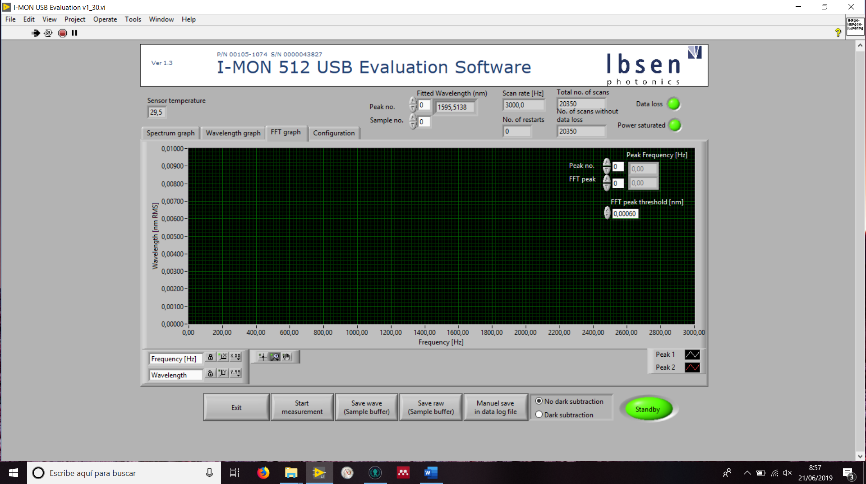 I-MON USB Evaluation v1_30.vi
File Edit View Project Operate Tools Window Help
Ver 1.3
P/N 00105-1074 S/N 0000043827
I-MON 512 USB Evaluation Software
Ibsen
photonics
Sensor temperature
29,5
Peak no. 0
Fitted Wavelength (nm)
1595,5138
Sample no. 0
Scan rate [Hz]
3000,0
No. of restarts
0
Total no. of scans
20350
No. of scans without
data loss
20350
Data loss
Power saturated
Spectrum graph Wavelength graph FFT graph Configuration
Wavelength [nm RMS]
0,01000
0,00900
0,00800
0,00700
0,00600
0,00500
0,00400
0,00300
0,00200
0,00100
0,00000
Peak Frequency [Hz]
Peak no. 0 0,00
FFT peak 0 0,00
FFT peak threshold [nm]
0,00060
0,00 200,00 400,00 600,00 800,00 1000,00 1200,00 1400,00 1600,00 1800,00 2000,00 2200,00 2400,00 2600,00 2800,00 3000,00
Frequency [Hz]
Frequency [Hz]
Wavelength
Peak 1
Peak 2
Exit
Start
measurement
Save wave
(Sample buffer)
Save raw
(Sample buffer)
Manuel save
in data log file
No dark subtraction
Dark subtraction
Standby
Escribe aquí para buscar
8:57
21/06/2019
3